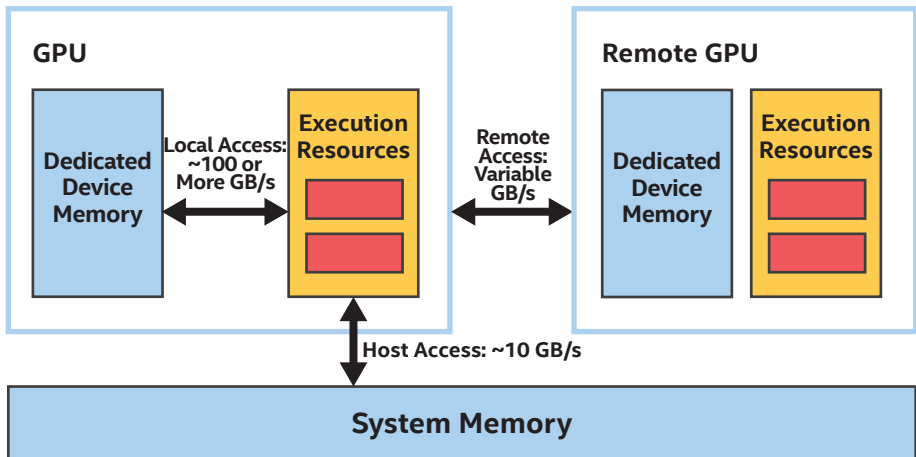 GPU
Dedicated
Device
Memory
Local Access:
~100 or
More GB/s
Execution
Resources
Remote
Access:
Variable
GB/s
Remote GPU
Dedicated
Device
Memory
Execution
Resources
Host Access: ~10 GB/s
System Memory